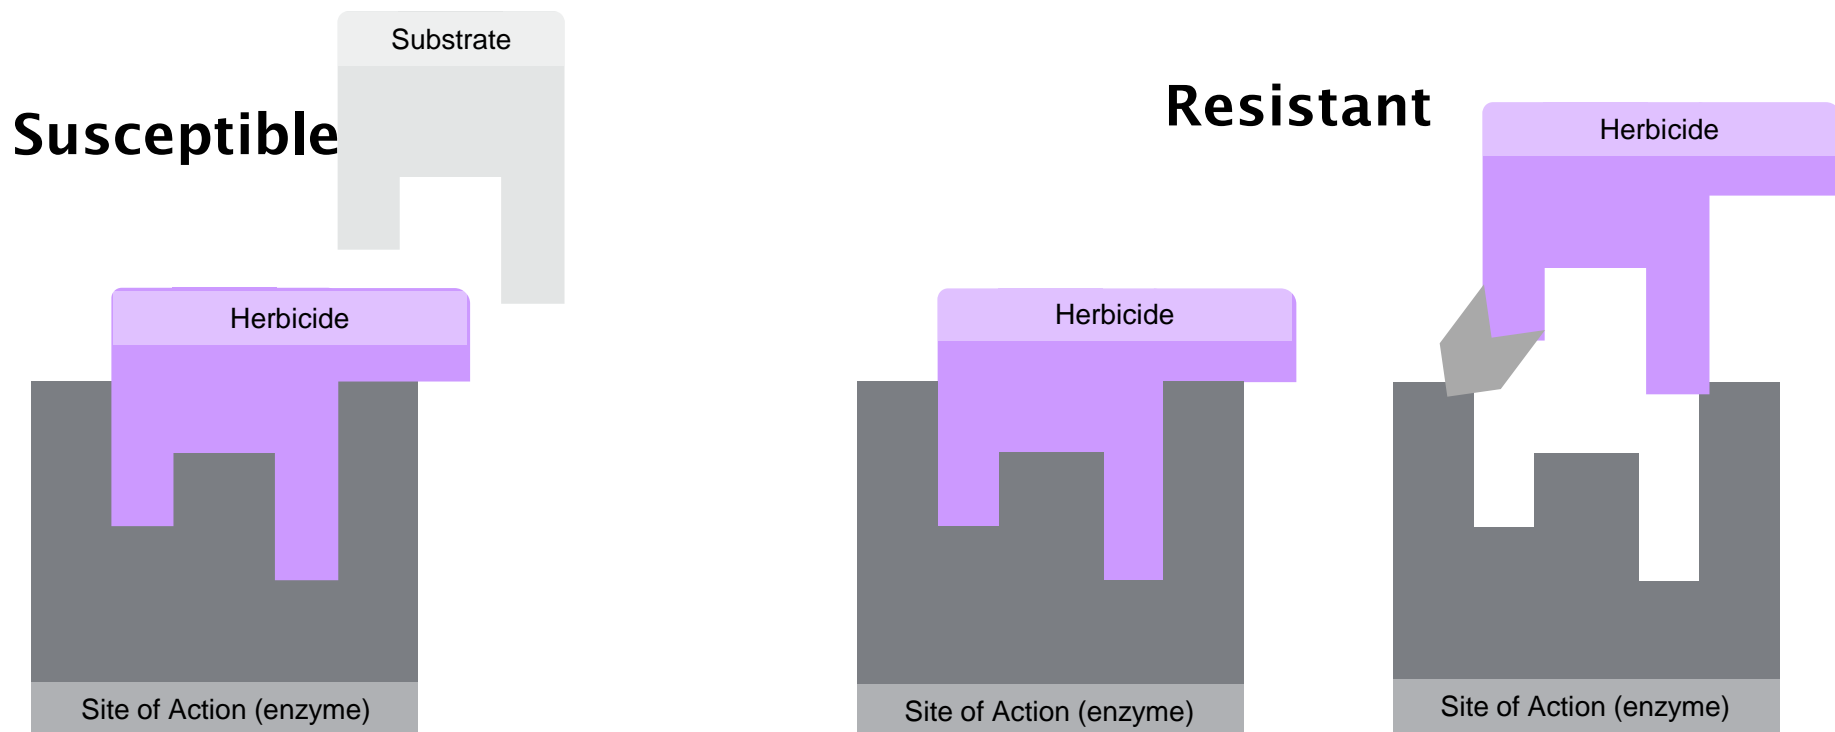 Substrate
Susceptible
Herbicide
Site of Action (enzyme)
Resistant
Herbicide
Herbicide
Site of Action (enzyme)
Site of Action (enzyme)